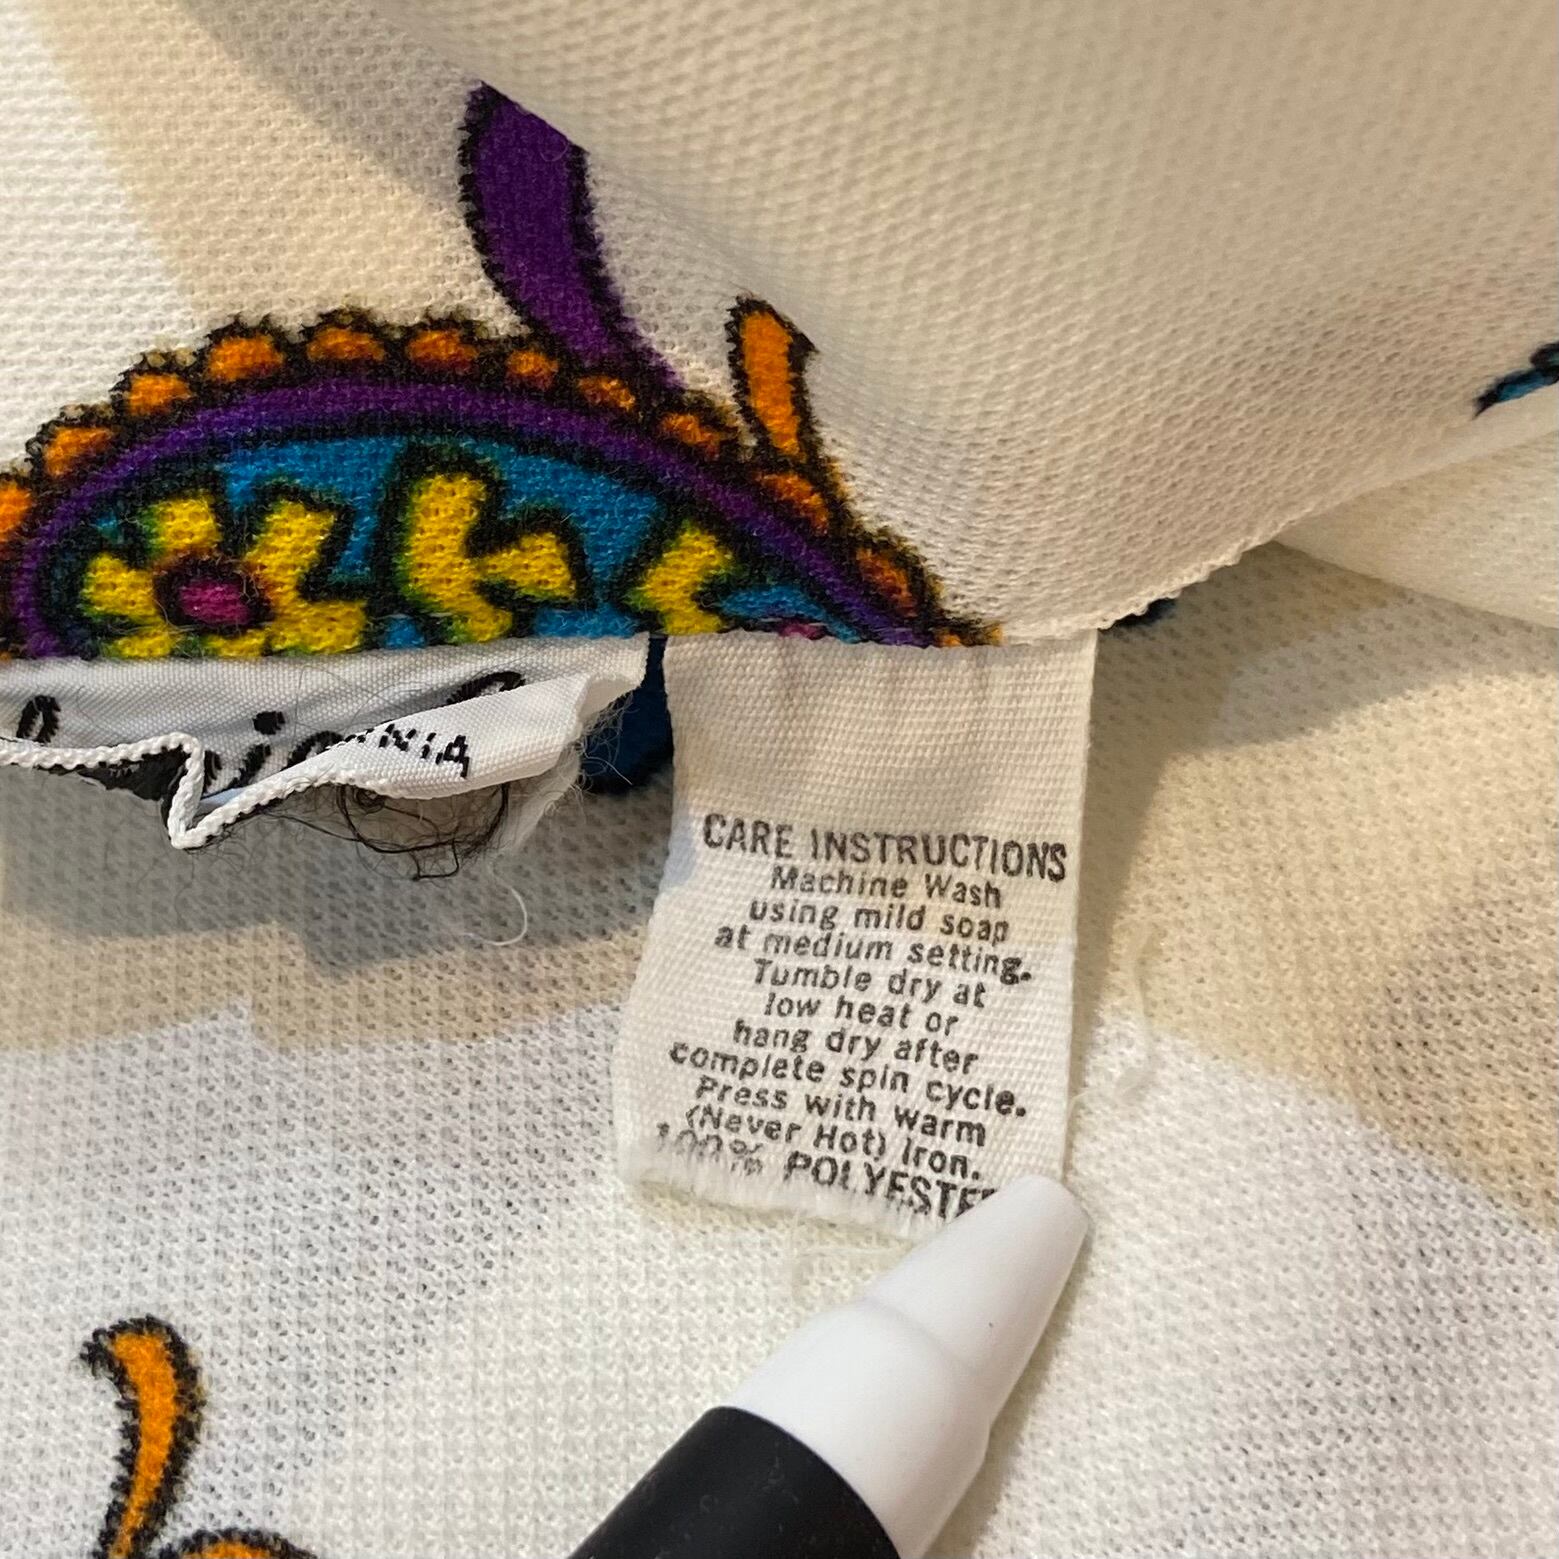 CARE INSTRUCTIONS
Machine Wash
using mild soap
at medium setting.
Tumble dry at
low heat or
hang dry after
complete spin cycle.
Press with warm
(Never Hot) Iron.
100% POLYESTER